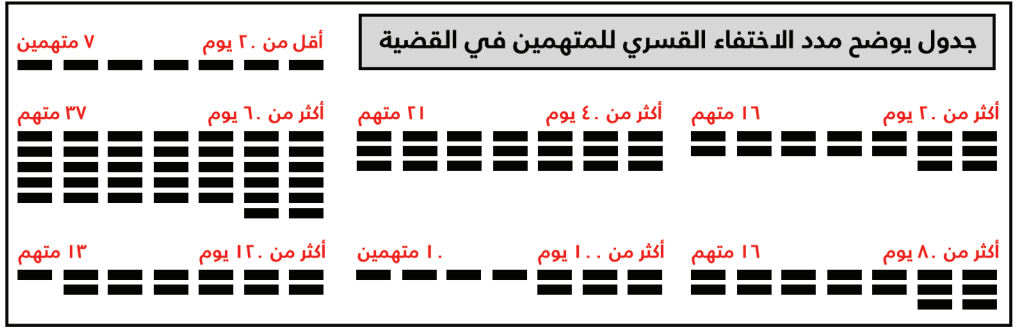 جدول يوضح مدد الاختفاء القسري للمتهمين في القضية
أقل من ٢٠ يوم ٧ متهمين
أكثر من ٢٠ يوم ١٦ متهم
أكثر من ٤٠ يوم ٢١ متهم
أكثر من ٦٠ يوم ٣٧ متهم
أكثر من ٨٠ يوم ١٦ متهم
أكثر من ١٠٠ يوم ١٠ متهمين
أكثر من ١٢٠ يوم ١٣ متهم